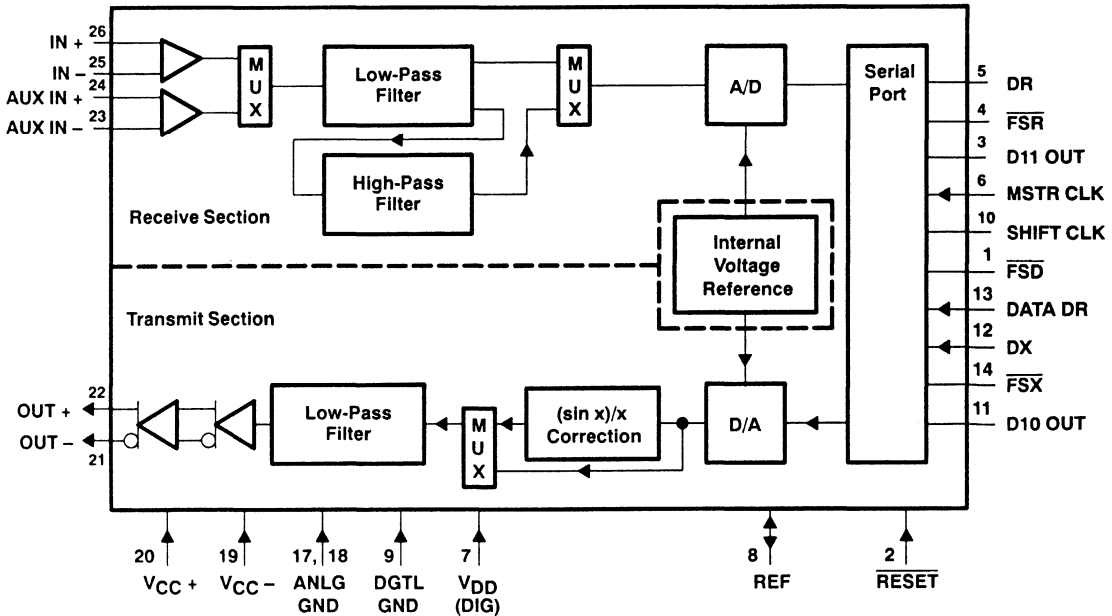 26
IN +
25
IN –
24
AUX IN +
23
AUX IN –
M
U
X
Low-Pass
Filter
High-Pass
Filter
M
U
X
A/D
Serial
Port
5
DR
4
FSR
3
D11 OUT
6
MSTR CLK
10
SHIFT CLK
1
FSD
13
DATA DR
12
DX
14
FSX
11
D10 OUT
Receive Section
Internal
Voltage
Reference
Transmit Section
22
OUT +
OUT –
21
Low-Pass
Filter
M
U
X
(sin x)/x
Correction
D/A
20
VCC +
19
VCC –
17, 18
ANLG
GND
9
DGTL
GND
7
VDD
(DIG)
8
REF
2
RESET